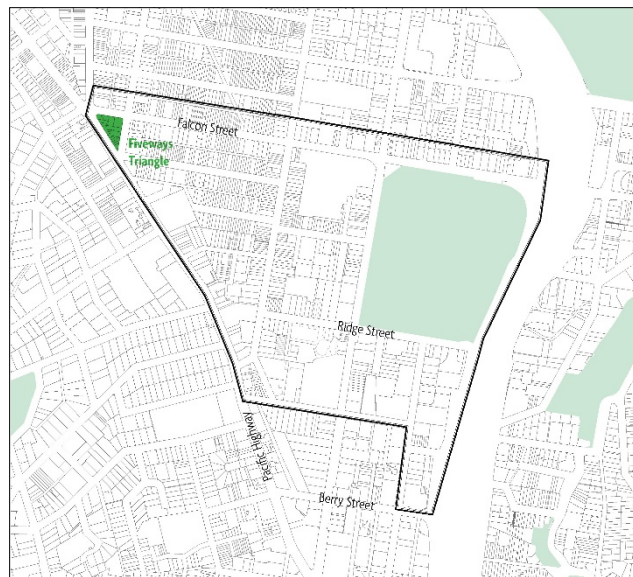 Falcon Street
Fiveways
Triangle
Ridge Street
Pacific Highway
Berry Street